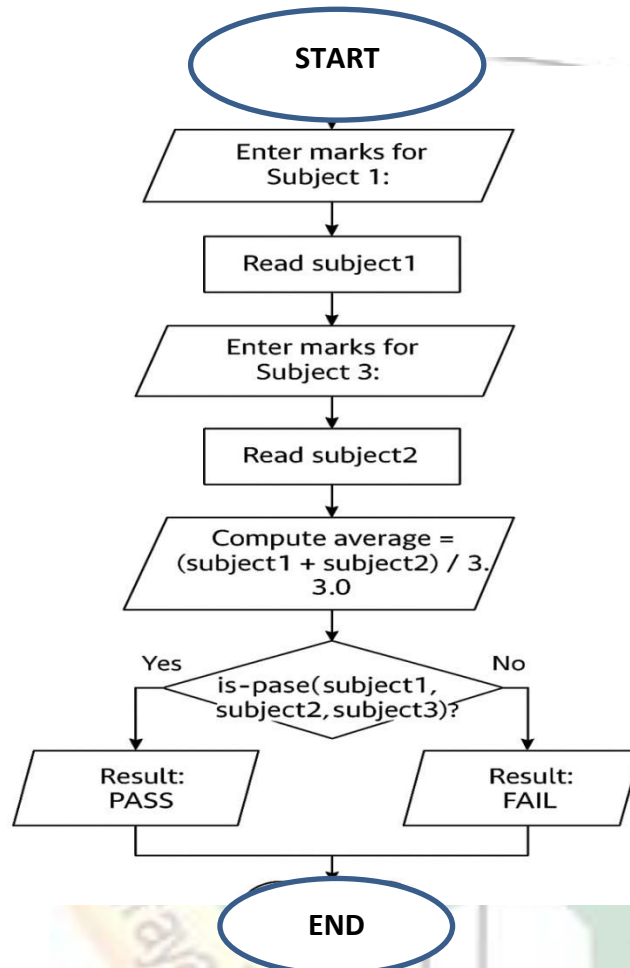 START
Enter marks for
Subject 1:
Read subject1
Enter marks for
Subject 3:
Read subject2
Compute average =
(subject1 + subject2) / 3.
3.0
Yes
No
is-pase(subject1,
subject2,subject3)?
Result:
PASS
Result:
FAIL
END